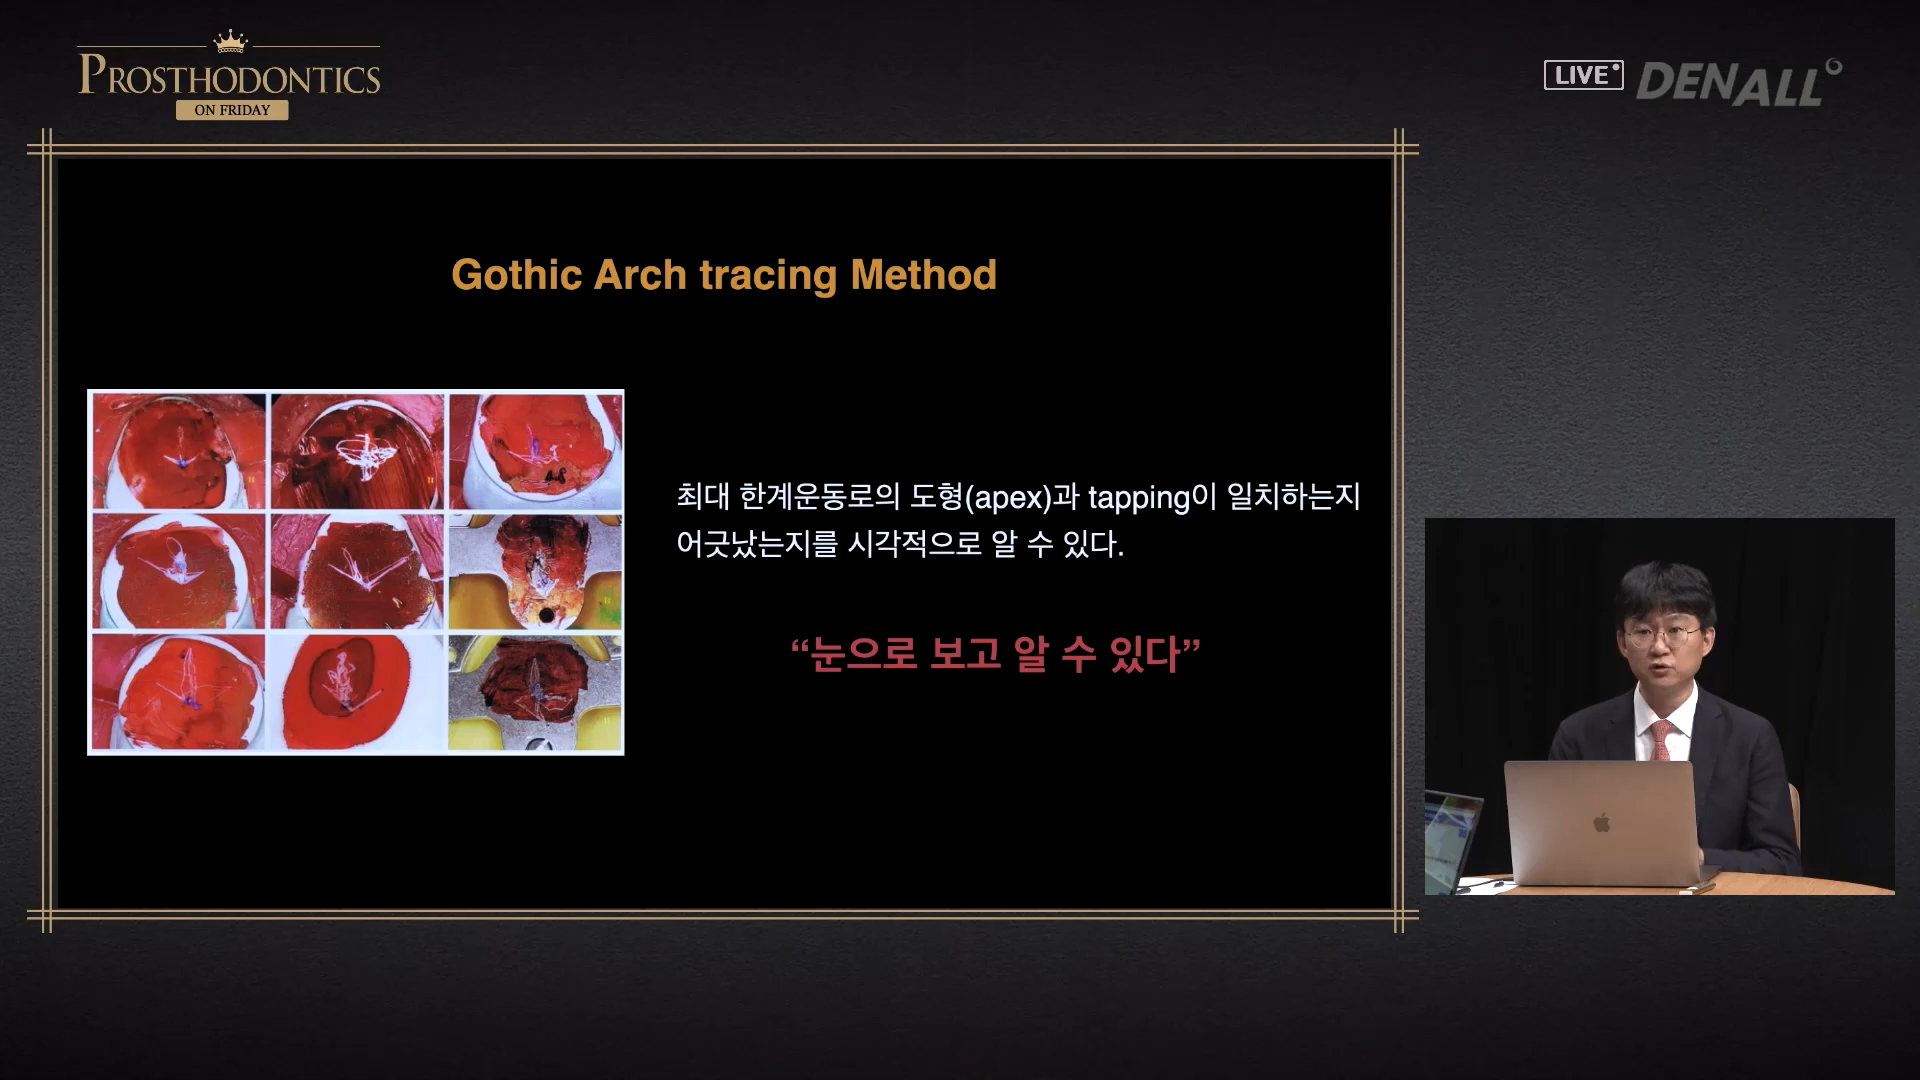 PROSTHODONTICS
ON FRIDAY
LIVE
DENALL
Gothic Arch tracing Method
최대 한계운동로의 도형(apex)과 tapping이 일치하는지
어긋났는지를 시각적으로 알 수 있다.
“눈으로 보고 알 수 있다”